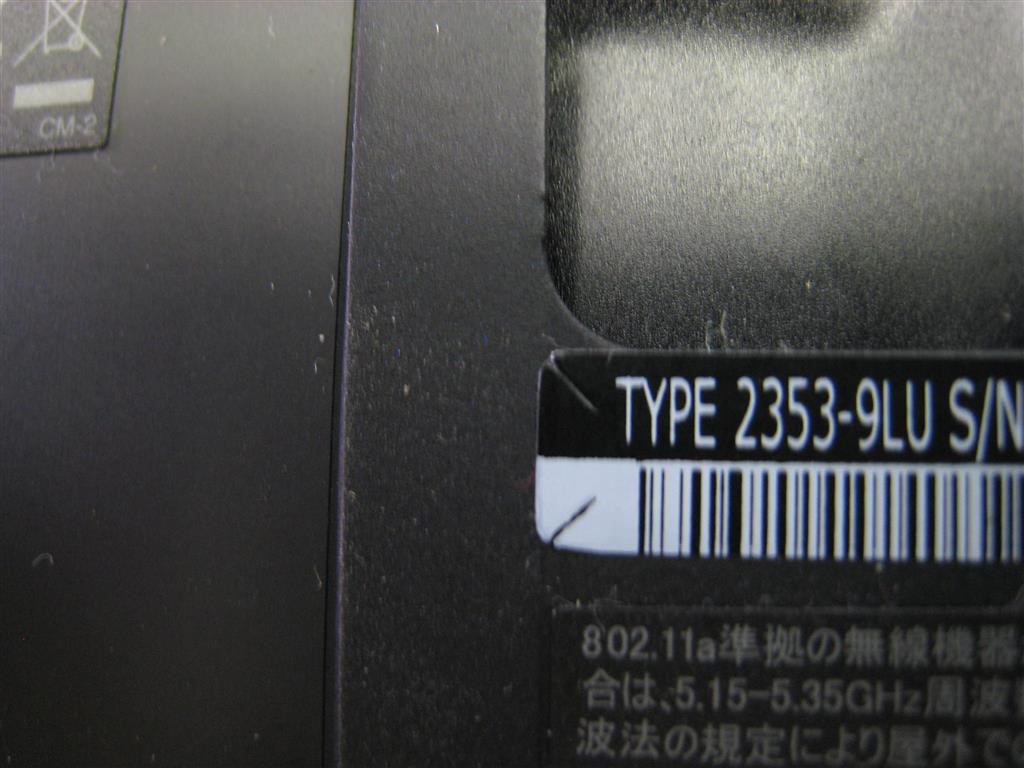 CM-2
TYPE 2353-9LU S/N
802.11a準拠の無線機器
合は、5.15-5.35GHz周波
波法の規定により屋外で